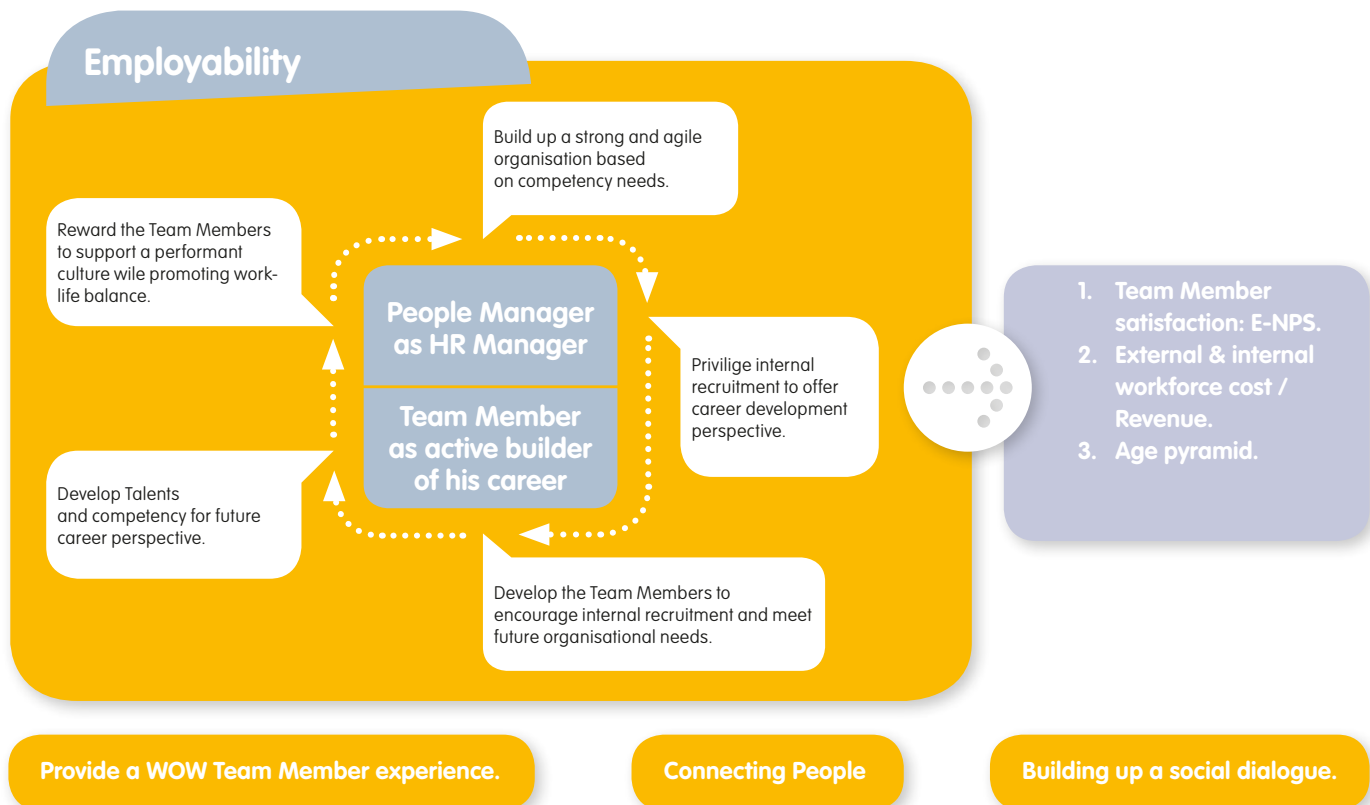 Employability
Build up a strong and agile
organisation based
on competency needs.
Reward the Team Members
to support a performant
culture wile promoting work-
life balance.
People Manager
as HR Manager
Team Member
as active builder
of his career
Privilige internal
recruitment to offer
career development
perspective.
Develop Talents
and competency for future
career perspective.
Develop the Team Members to
encourage internal recruitment and meet
future organisational needs.
1. Team Member
satisfaction: E-NPS.
2. External & internal
workforce cost /
Revenue.
3. Age pyramid.
Provide a WOW Team Member experience.
Connecting People
Building up a social dialogue.